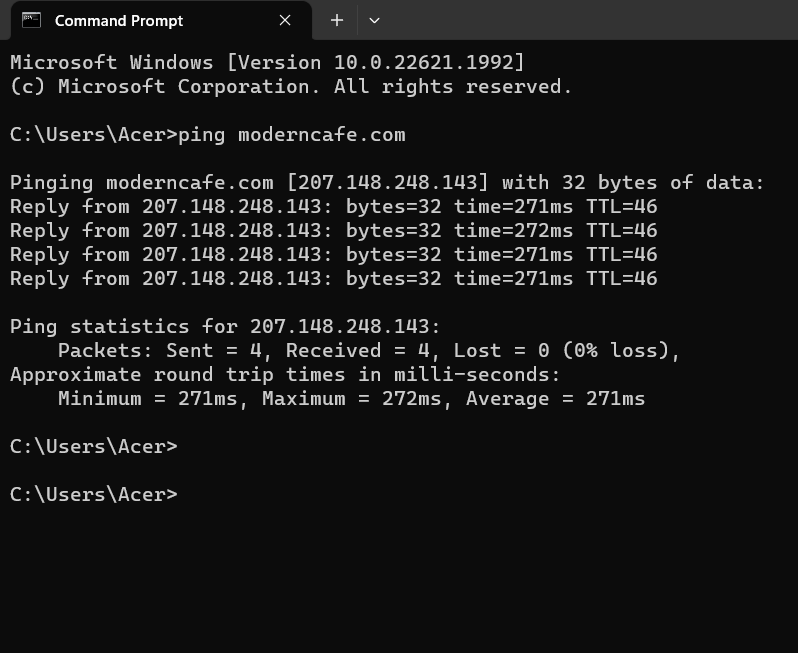 Command Prompt
Microsoft Windows [Version 10.0.22621.1992]
(c) Microsoft Corporation. All rights reserved.
C:\Users\Acer>ping moderncafe.com
Pinging moderncafe.com [207.148.248.143] with 32 bytes of data:
Reply from 207.148.248.143: bytes=32 time=271ms TTL=46
Reply from 207.148.248.143: bytes=32 time=272ms TTL=46
Reply from 207.148.248.143: bytes=32 time=271ms TTL=46
Reply from 207.148.248.143: bytes=32 time=271ms TTL=46
Ping statistics for 207.148.248.143:
    Packets: Sent = 4, Received = 4, Lost = 0 (0% loss),
Approximate round trip times in milli-seconds:
    Minimum = 271ms, Maximum = 272ms, Average = 271ms
C:\Users\Acer>
C:\Users\Acer>